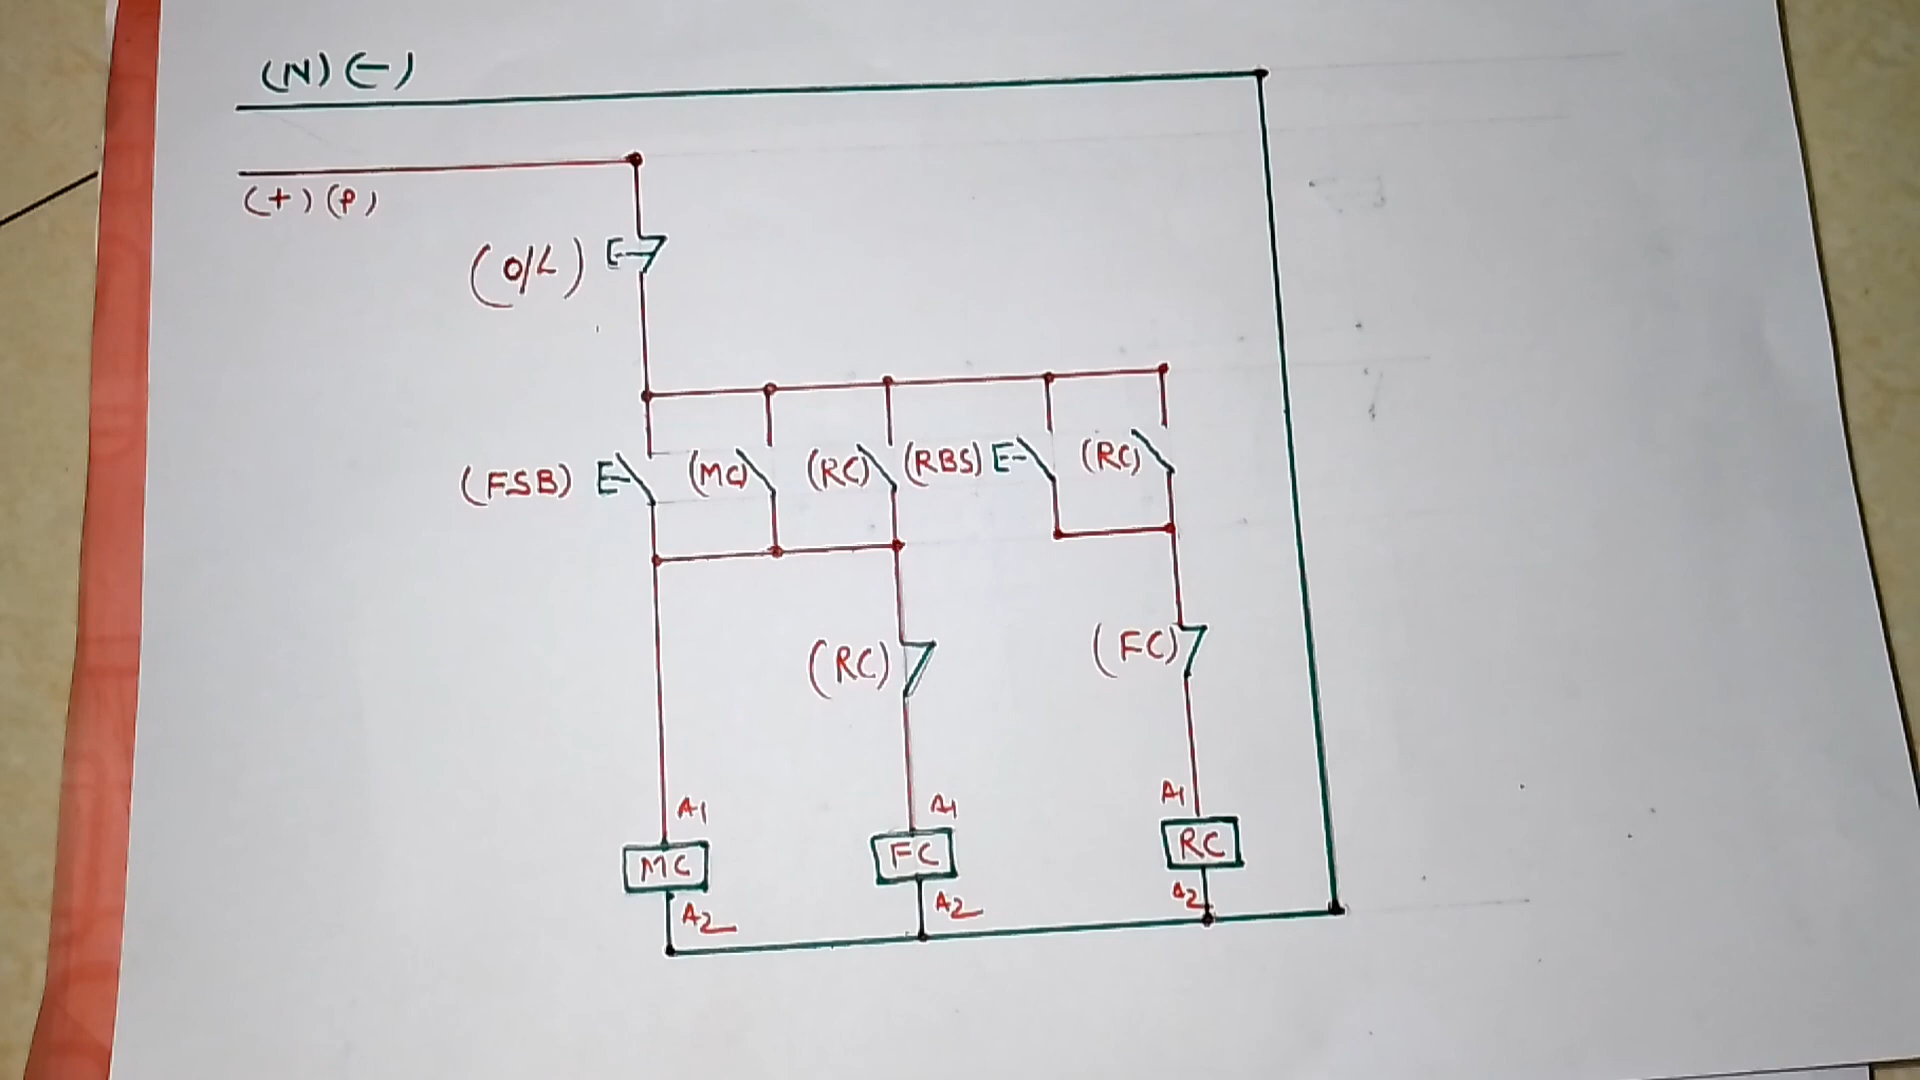 (N) (-)
(+) (P)
(O/L)
(FSB) (MC) (RC) (RBS) (RC)
(RC) (FC)
A1 A1 A1
MC FC RC
A2 A2 A2